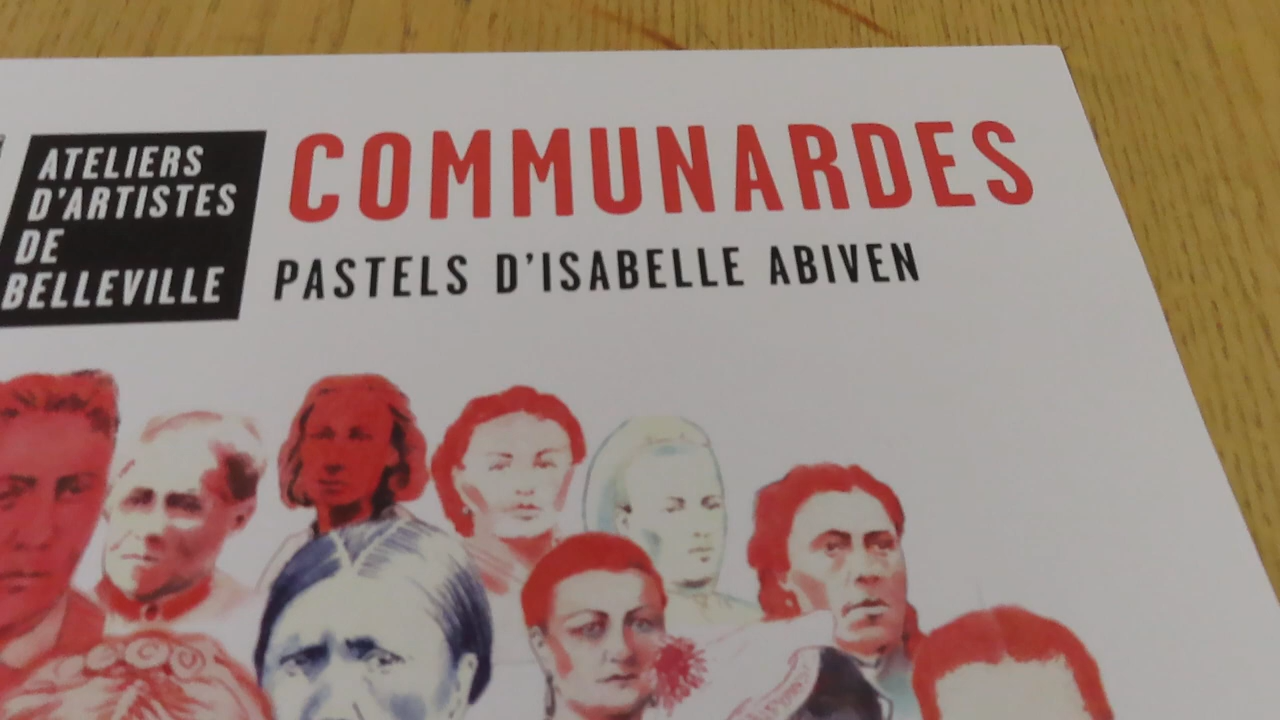 ATELIERS
D'ARTISTES
DE
BELLEVILLE
COMMUNARDES
PASTELS D'ISABELLE ABIVEN